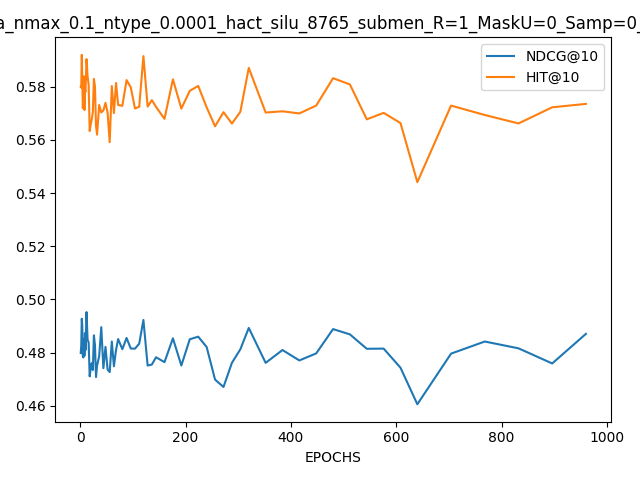 a_nmax_0.1_ntype_0.0001_hact_silu_8765_submen_R=1_MaskU=0_Samp=0_
NDCG@10
HIT@10
0.58
0.56
0.54
0.52
0.50
0.48
0.46
0 200 400 600 800 1000
EPOCHS